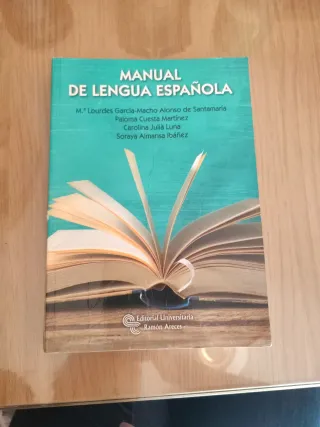 MANUAL
DE LENGUA ESPAÑOLA
M.ª Lourdes García-Macho Alonso de Santamaría
Paloma Cuesta Martínez
Carolina Julià Luna
Soraya Almansa Ibáñez
Editorial Universitaria
Ramón Areces